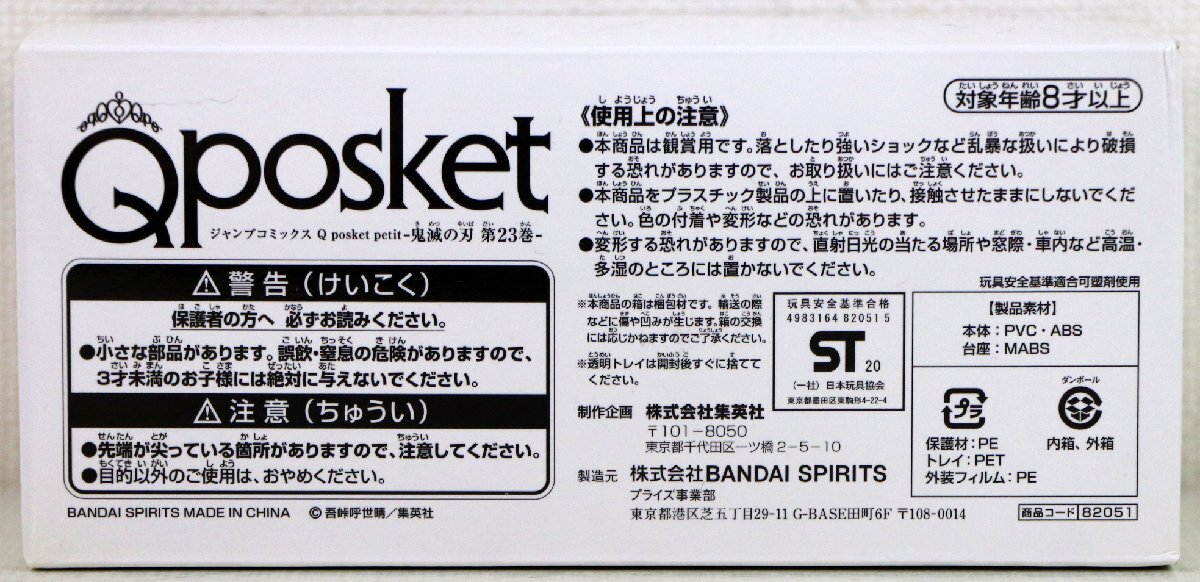 Qposket
ジャンプコミックス Q posket petit-鬼滅の刃 第23巻-
⚠警告（けいこく）
保護者の方へ 必ずお読みください。
●小さな部品があります。誤飲・窒息の危険がありますので、
3才未満のお子様には絶対に与えないでください。
⚠注意（ちゅうい）
●先端が尖っている箇所がありますので、注意してください。
●目的以外のご使用は、おやめください。
BANDAI SPIRITS MADE IN CHINA ©吾峠呼世晴／集英社
対象年齢8才以上
《使用上の注意》
●本商品は観賞用です。落としたり強いショックなど乱暴な扱いにより破損
する恐れがありますので、お取り扱いにはご注意ください。
●本商品をプラスチック製品の上に置いたり、接触させたままにしないでくだ
さい。色の付着や変形などの恐れがあります。
●変形する恐れがありますので、直射日光の当たる場所や窓際・車内など高温・
多湿のところには置かないでください。
玩具安全基準適合可塑剤使用
※本商品の箱は梱包材です。輸送の際
などに傷や凹みが生じます。箱の交換
には応じかねますのでご了承ください。
※透明トレイは開封後すぐに捨てて
ください。
玩具安全基準合格
4983164 82051 5
ST 20
(一社) 日本玩具協会
東京都墨田区東駒形4-22-4
【製品素材】
本体：PVC・ABS
台座：MABS
プラ
保護材：PE
トレイ：PET
外装フィルム：PE
ダンボール
内箱、外箱
制作企画 株式会社集英社
〒101-8050
東京都千代田区一ツ橋2-5-10
製造元 株式会社BANDAI SPIRITS
プライズ事業部
東京都港区芝五丁目29-11 G-BASE田町6F 〒108-0014
商品コード 82051